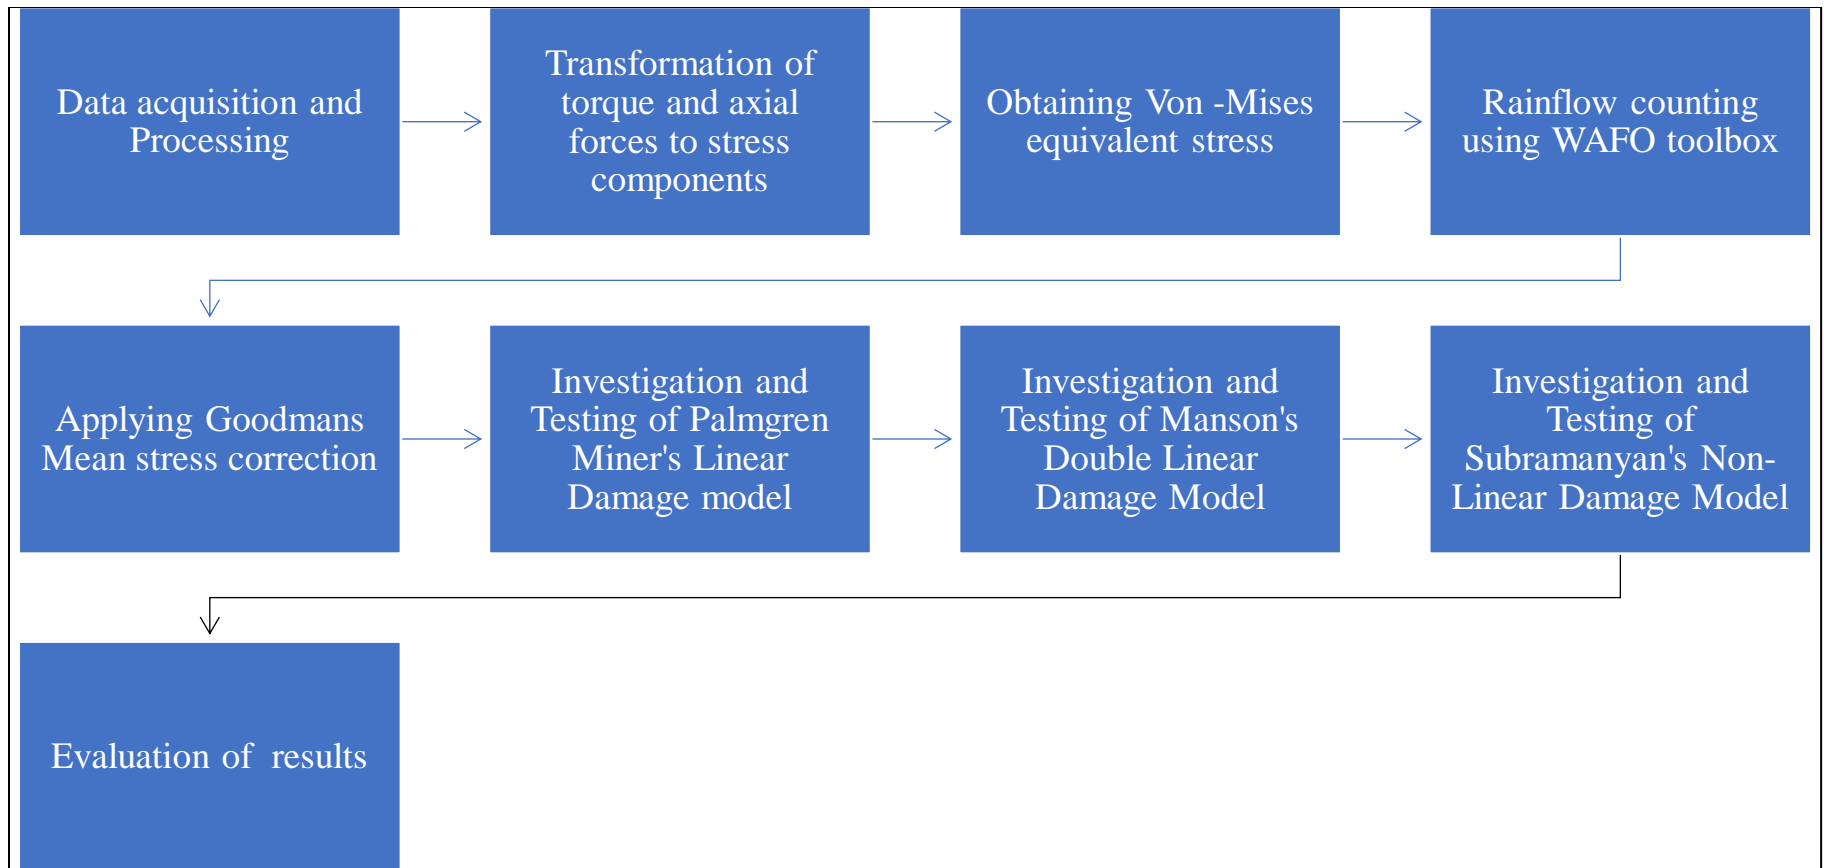 Data acquisition and
Processing
Transformation of
torque and axial
forces to stress
components
Obtaining Von -Mises
equivalent stress
Rainflow counting
using WAFO toolbox
Applying Goodmans
Mean stress correction
Investigation and
Testing of Palmgren
Miner's Linear
Damage model
Investigation and
Testing of Manson's
Double Linear
Damage Model
Investigation and
Testing of
Subramanyan's Non-
Linear Damage Model
Evaluation of results